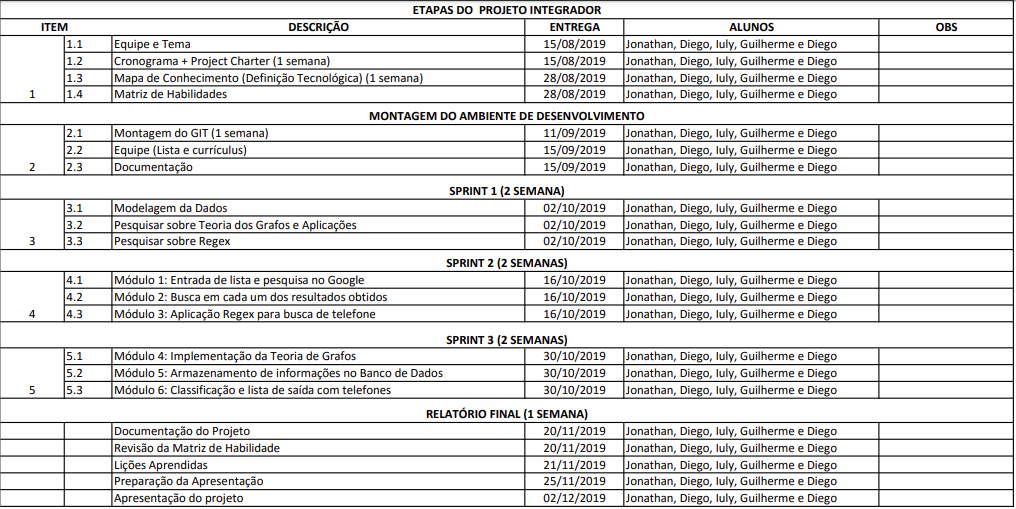 ETAPAS DO PROJETO INTEGRADOR
ITEM DESCRIÇÃO ENTREGA ALUNOS OBS
1.1 Equipe e Tema 15/08/2019 Jonathan, Diego, Iuly, Guilherme e Diego
1.2 Cronograma + Project Charter (1 semana) 15/08/2019 Jonathan, Diego, Iuly, Guilherme e Diego
1.3 Mapa de Conhecimento (Definição Tecnológica) (1 semana) 28/08/2019 Jonathan, Diego, Iuly, Guilherme e Diego
1 1.4 Matriz de Habilidades 28/08/2019 Jonathan, Diego, Iuly, Guilherme e Diego
MONTAGEM DO AMBIENTE DE DESENVOLVIMENTO
2.1 Montagem do GIT (1 semana) 11/09/2019 Jonathan, Diego, Iuly, Guilherme e Diego
2.2 Equipe (Lista e currículus) 15/09/2019 Jonathan, Diego, Iuly, Guilherme e Diego
2 2.3 Documentação 15/09/2019 Jonathan, Diego, Iuly, Guilherme e Diego
SPRINT 1 (2 SEMANA)
3.1 Modelagem da Dados 02/10/2019 Jonathan, Diego, Iuly, Guilherme e Diego
3.2 Pesquisar sobre Teoria dos Grafos e Aplicações 02/10/2019 Jonathan, Diego, Iuly, Guilherme e Diego
3 3.3 Pesquisar sobre Regex 02/10/2019 Jonathan, Diego, Iuly, Guilherme e Diego
SPRINT 2 (2 SEMANAS)
4.1 Módulo 1: Entrada de lista e pesquisa no Google 16/10/2019 Jonathan, Diego, Iuly, Guilherme e Diego
4.2 Módulo 2: Busca em cada um dos resultados obtidos 16/10/2019 Jonathan, Diego, Iuly, Guilherme e Diego
4 4.3 Módulo 3: Aplicação Regex para busca de telefone 16/10/2019 Jonathan, Diego, Iuly, Guilherme e Diego
SPRINT 3 (2 SEMANAS)
5.1 Módulo 4: Implementação da Teoria de Grafos 30/10/2019 Jonathan, Diego, Iuly, Guilherme e Diego
5.2 Módulo 5: Armazenamento de informações no Banco de Dados 30/10/2019 Jonathan, Diego, Iuly, Guilherme e Diego
5 5.3 Módulo 6: Classificação e lista de saída com telefones 30/10/2019 Jonathan, Diego, Iuly, Guilherme e Diego
RELATÓRIO FINAL (1 SEMANA)
Documentação do Projeto 20/11/2019 Jonathan, Diego, Iuly, Guilherme e Diego
Revisão da Matriz de Habilidade 20/11/2019 Jonathan, Diego, Iuly, Guilherme e Diego
Lições Aprendidas 21/11/2019 Jonathan, Diego, Iuly, Guilherme e Diego
Preparação da Apresentação 25/11/2019 Jonathan, Diego, Iuly, Guilherme e Diego
Apresentação do projeto 02/12/2019 Jonathan, Diego, Iuly, Guilherme e Diego